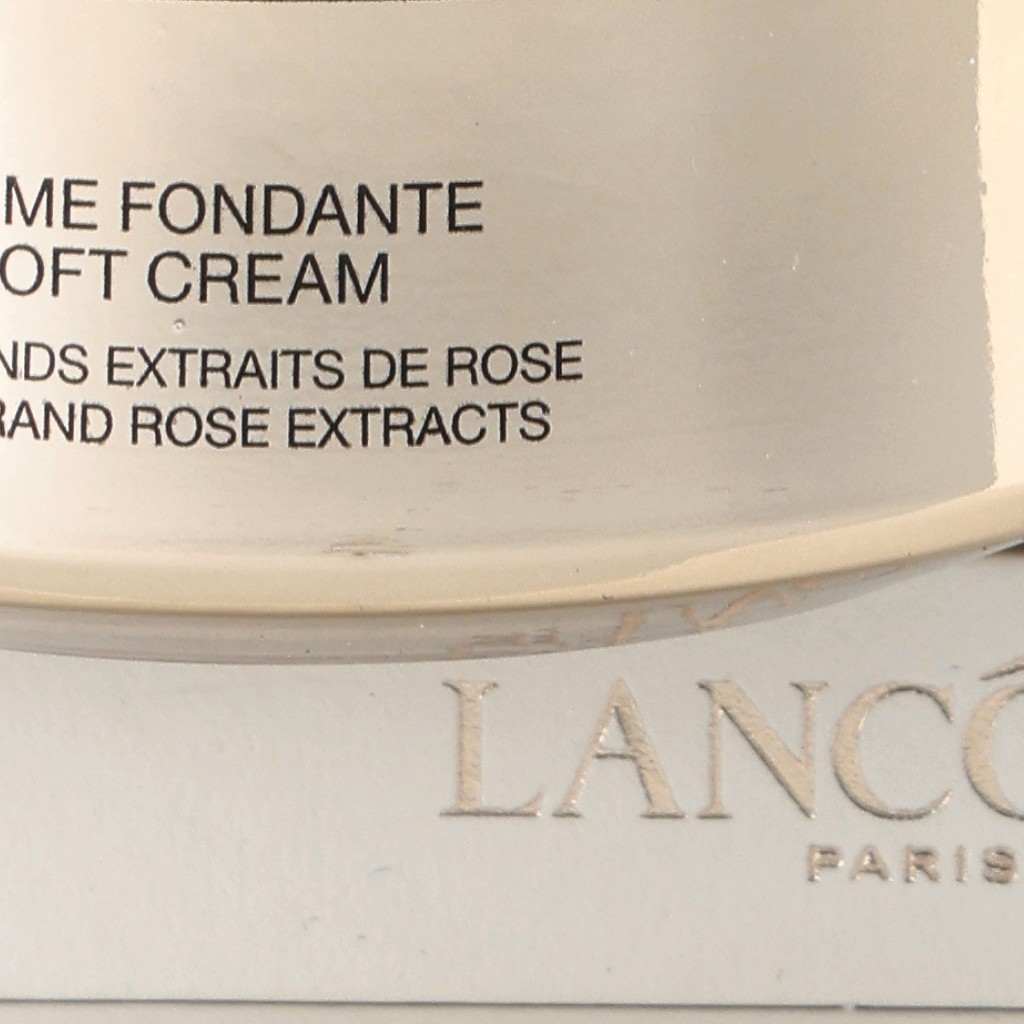 ME FONDANTE
OFT CREAM
NDS EXTRAITS DE ROSE
RAND ROSE EXTRACTS
LANCÔ
PARIS